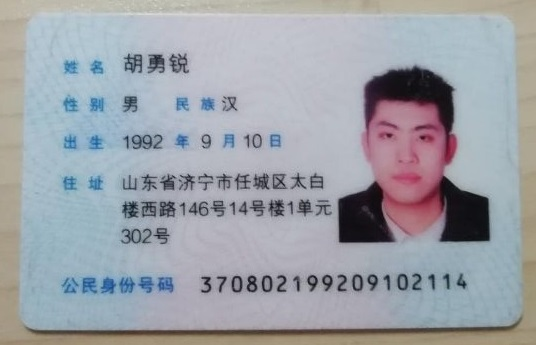 姓名 胡勇锐
性别 男 民族 汉
出生 1992 年 9 月 10 日
住址 山东省济宁市任城区太白
楼西路146号14号楼1单元
302号
公民身份号码 370802199209102114